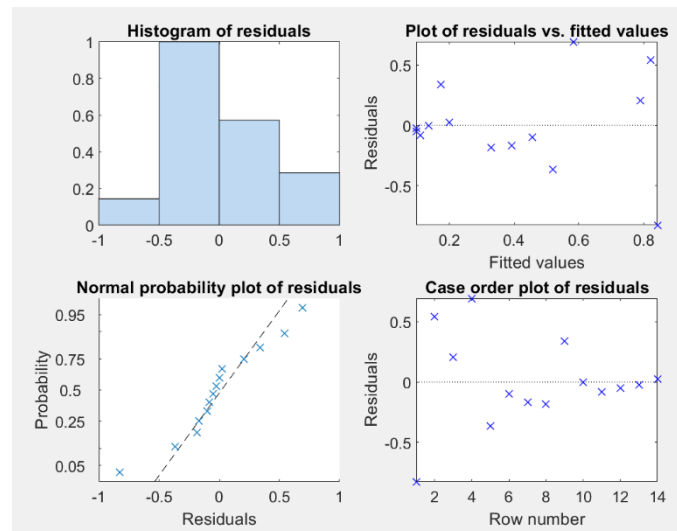 Histogram of residuals
1
0.8
0.6
0.4
0.2
0
-1 -0.5 0 0.5 1
Plot of residuals vs. fitted values
0.5
0
-0.5
Residuals
0.2 0.4 0.6 0.8
Fitted values
Normal probability plot of residuals
0.95
0.75
0.5
0.25
0.05
Probability
-1 -0.5 0 0.5 1
Residuals
Case order plot of residuals
0.5
0
-0.5
Residuals
2 4 6 8 10 12 14
Row number